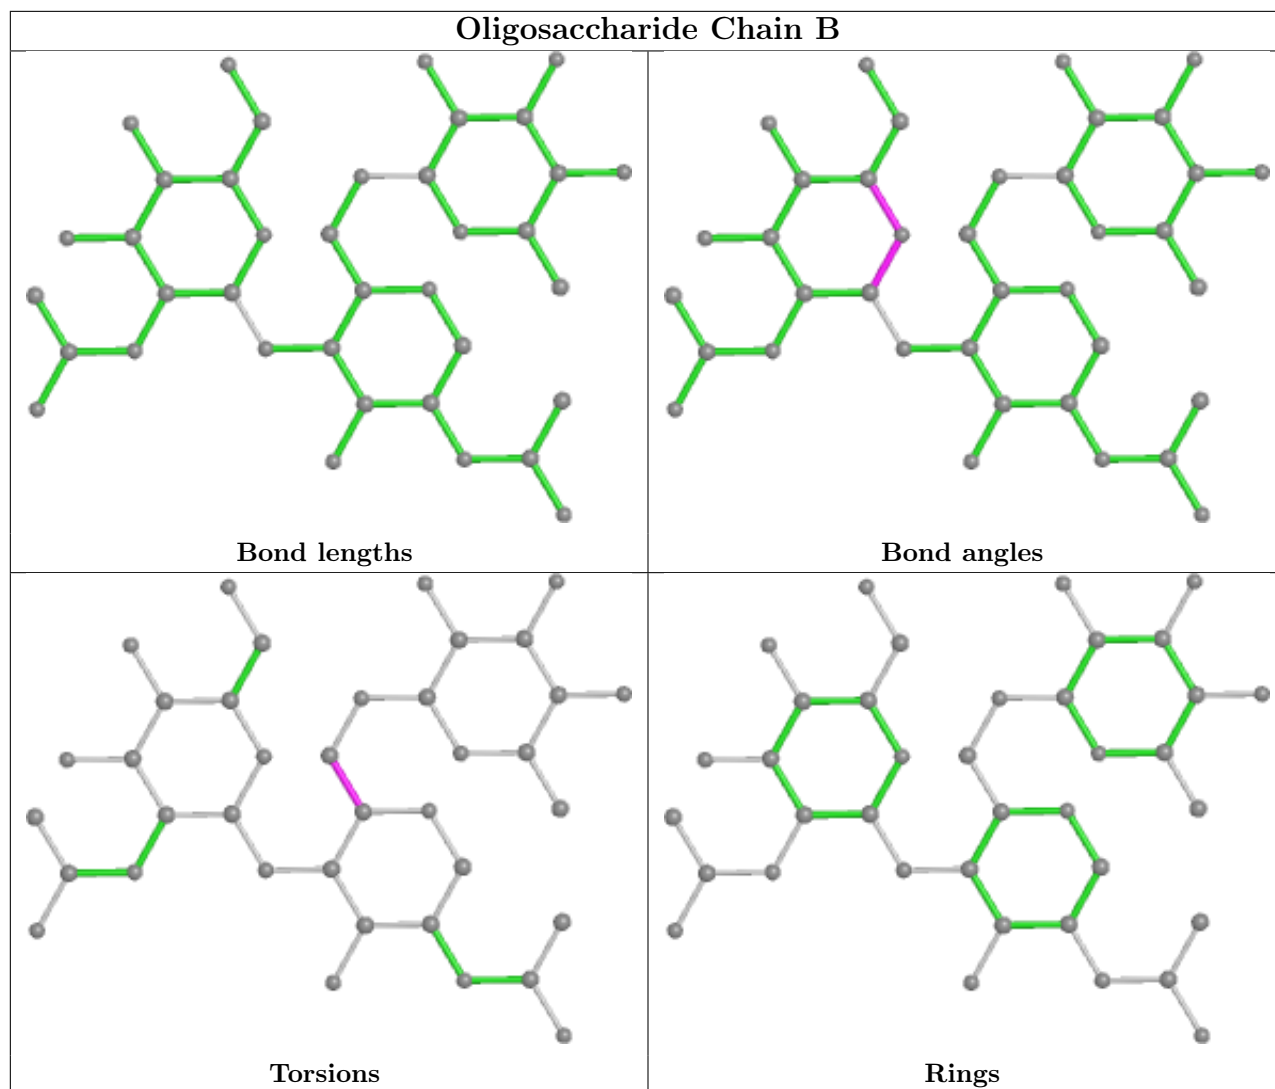 Oligosaccharide Chain B
Bond lengths
Bond angles
Torsions
Rings